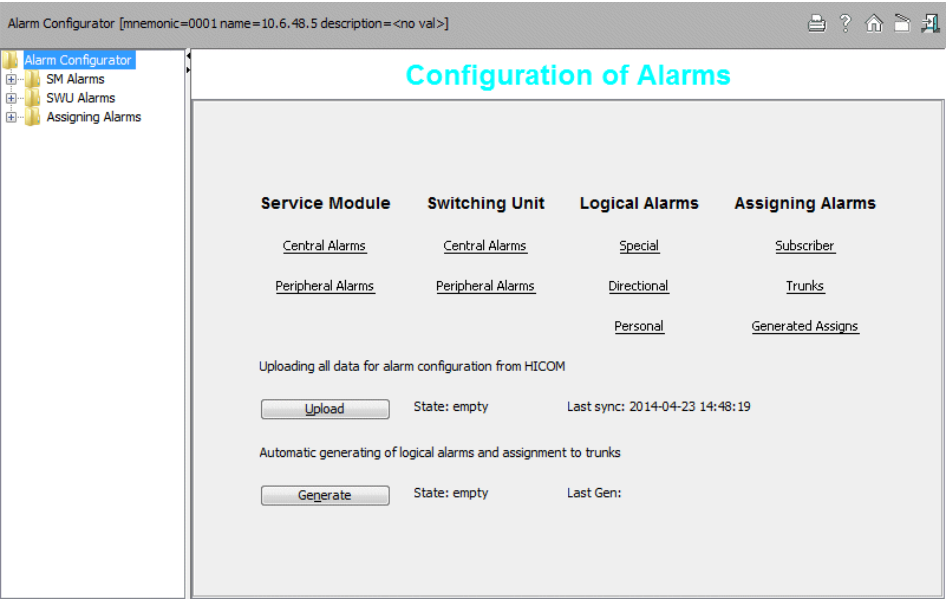 Alarm Configurator [mnemonic=0001 name=10.6.48.5 description=<no val>]
Alarm Configurator
SM Alarms
SWU Alarms
Assigning Alarms
Configuration of Alarms
Service Module Switching Unit Logical Alarms Assigning Alarms
Central Alarms Central Alarms Special Subscriber
Peripheral Alarms Peripheral Alarms Directional Trunks
Personal Generated Assigns
Uploading all data for alarm configuration from HICOM
Upload State: empty Last sync: 2014-04-23 14:48:19
Automatic generating of logical alarms and assignment to trunks
Generate State: empty Last Gen: